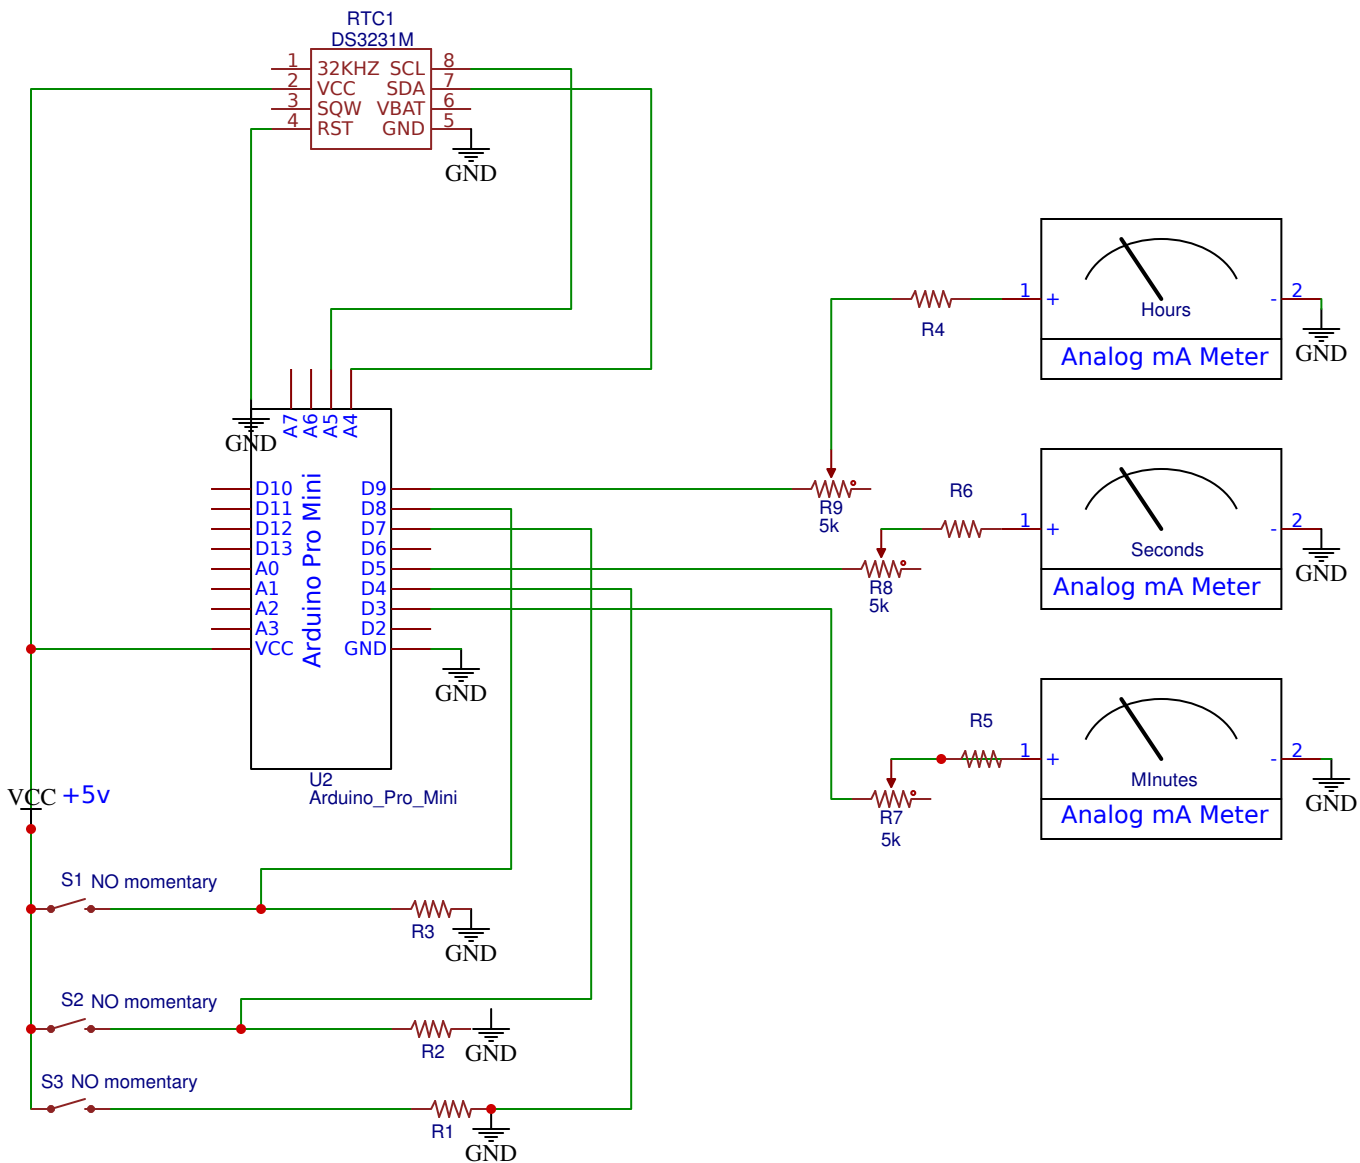 RTC1
DS3231M
1 32KHZ SCL 8
2 VCC SDA 7
3 SQW VBAT 6
4 RST GND 5
GND
1 + Hours - 2
Analog mA Meter
GND
R4
GND
A7 A6 A5 A4
Arduino Pro Mini
D10 D9
D11 D8
D12 D7
D13 D6
A0 D5
A1 D4
A2 D3
A3 D2
VCC GND
GND
U2
Arduino_Pro_Mini
R9
5k
R6
1 + Seconds - 2
Analog mA Meter
GND
R8
5k
R5
1 + MInutes - 2
Analog mA Meter
GND
R7
5k
VCC +5v
S1 NO momentary
R3
GND
S2 NO momentary
R2
GND
S3 NO momentary
R1
GND